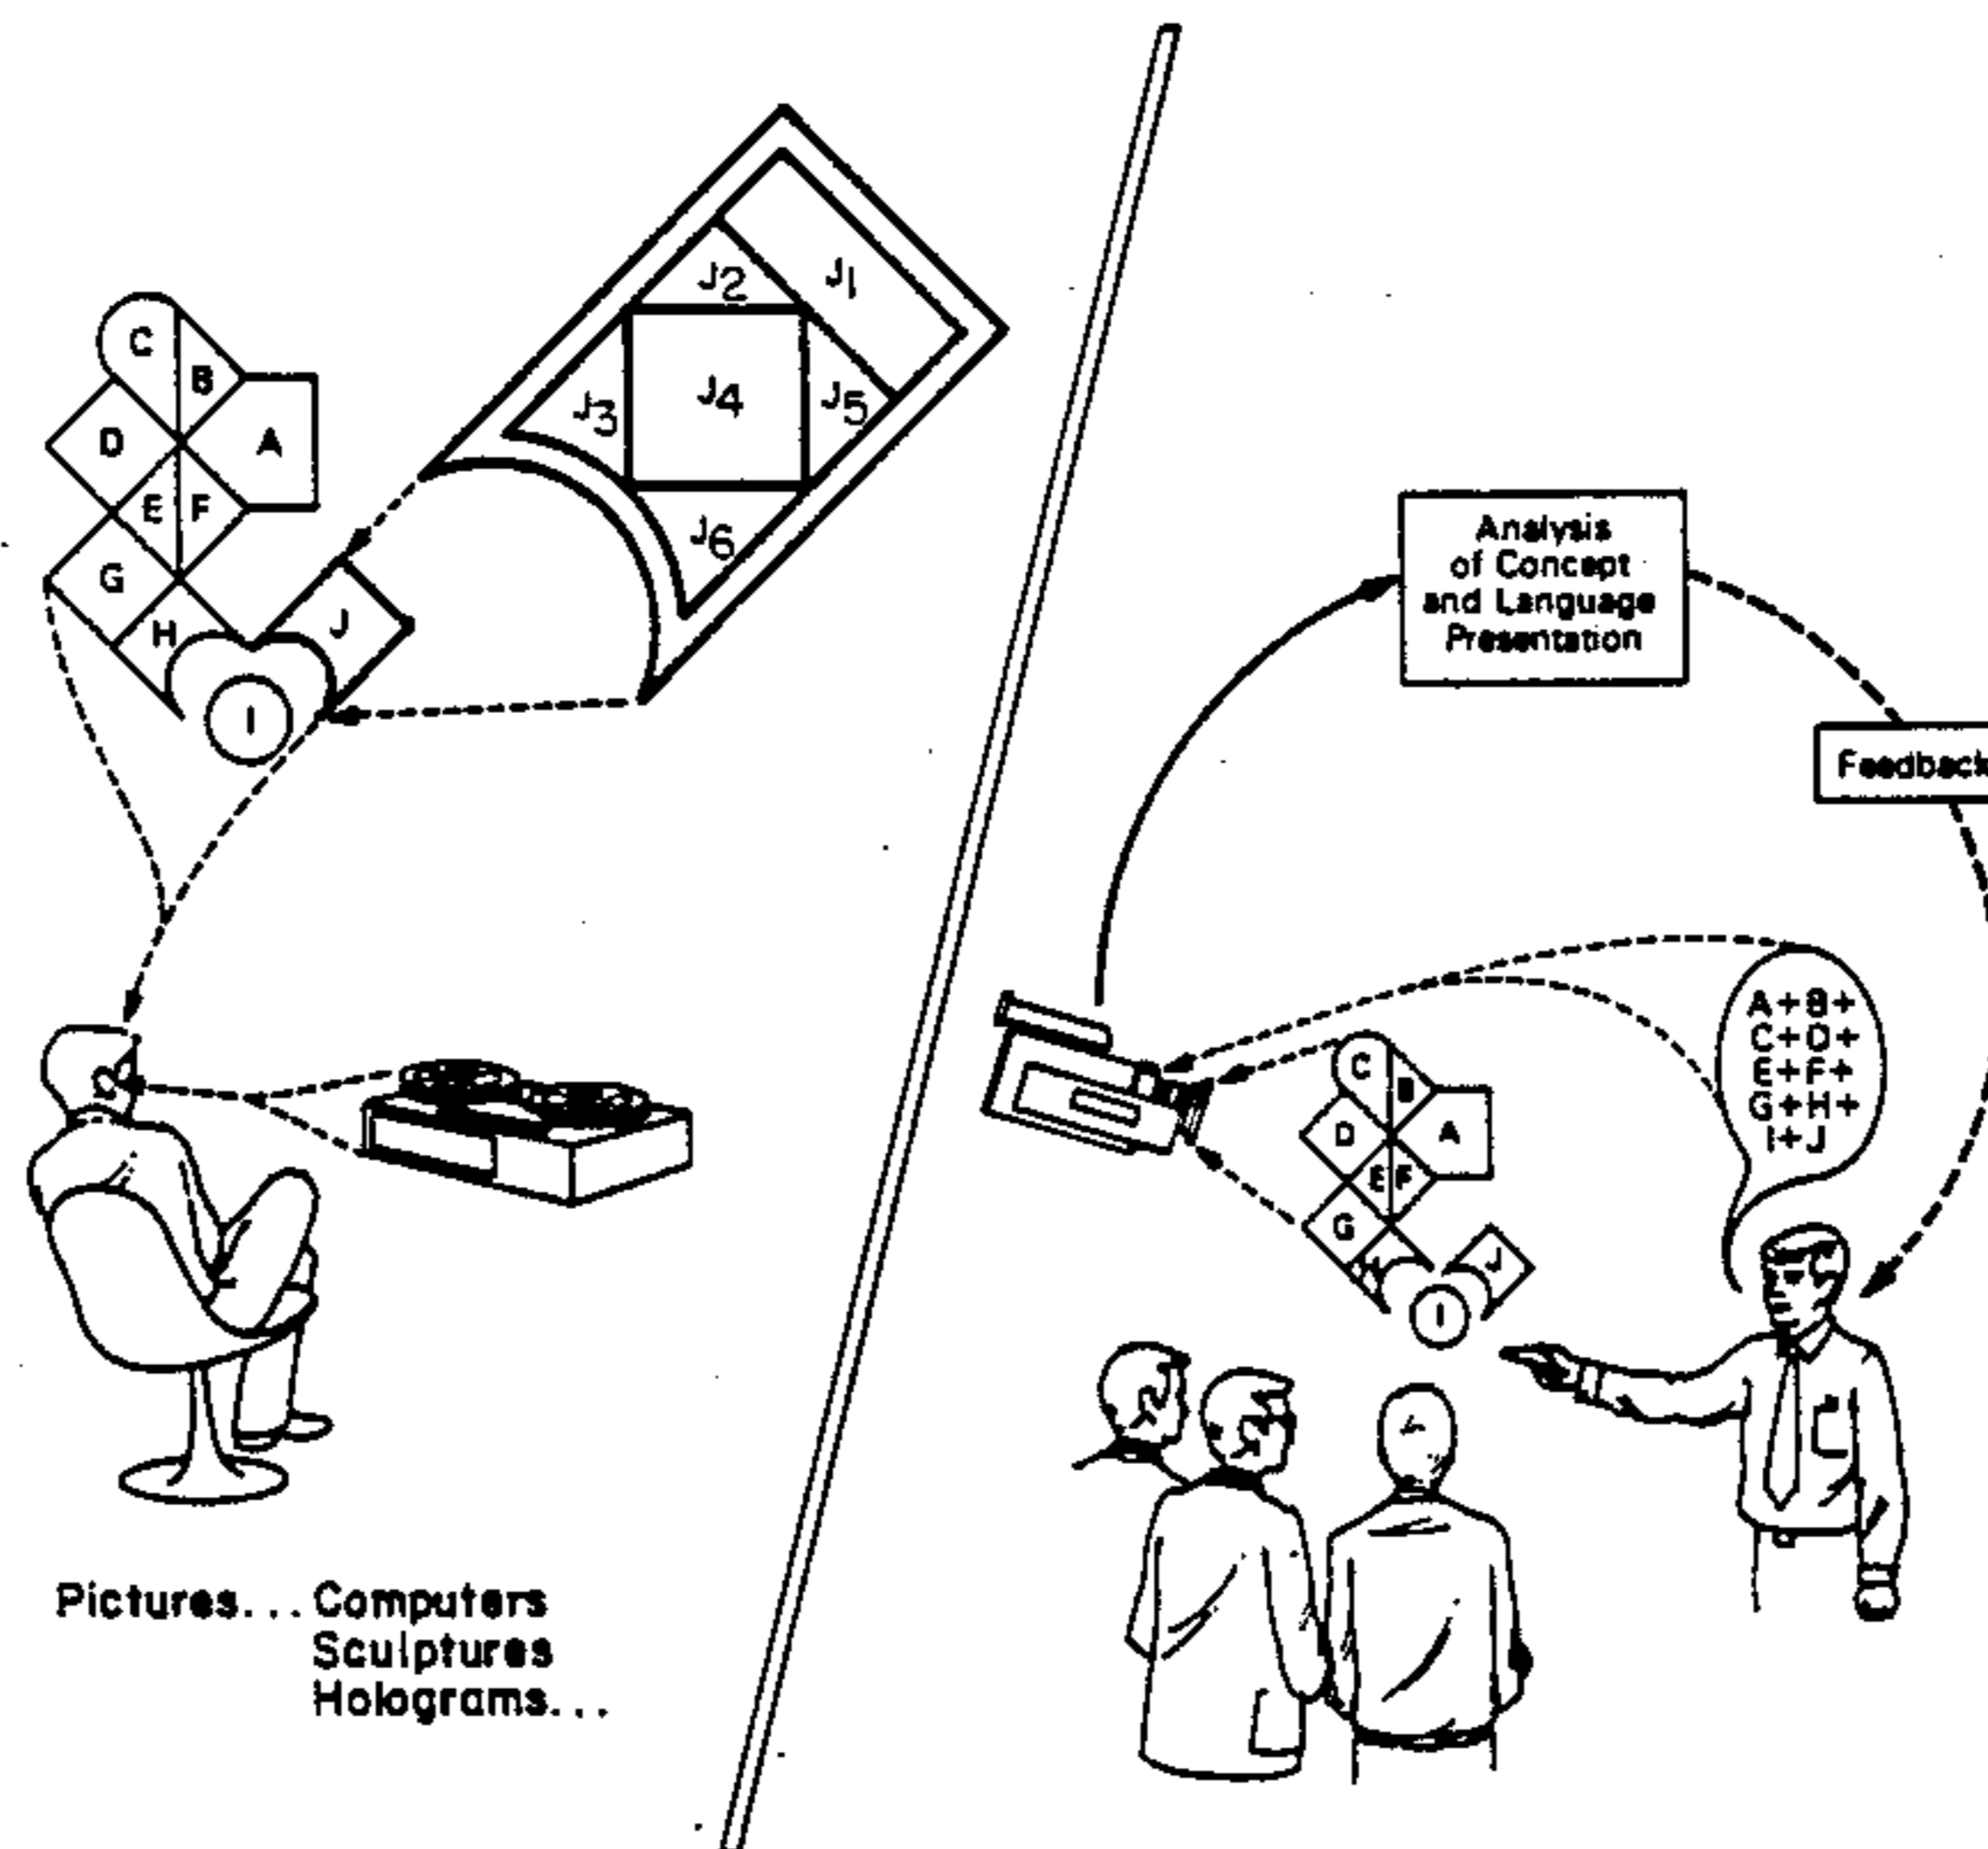 C
B
D
A
E
F
G
H
I
J
J1
J2
J3
J4
J5
J6
Pictures... Computers
Sculptures
Holograms...
Analysis
of Concept
and Language
Presentation
Feedback
A+B+
C+D+
E+F+
G+H+
I+J
C
B
D
A
E
F
G
H
I
J